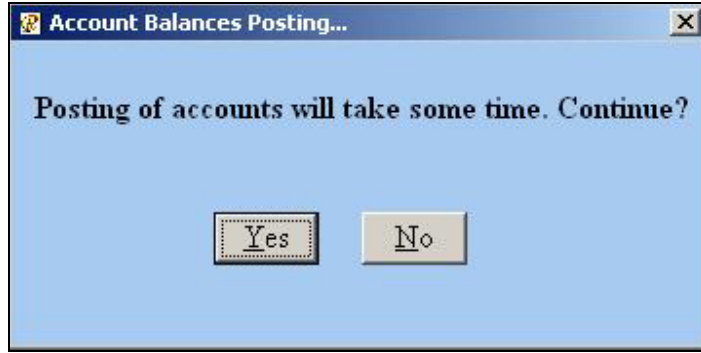 Account Balances Posting...
Posting of accounts will take some time. Continue?
Yes No